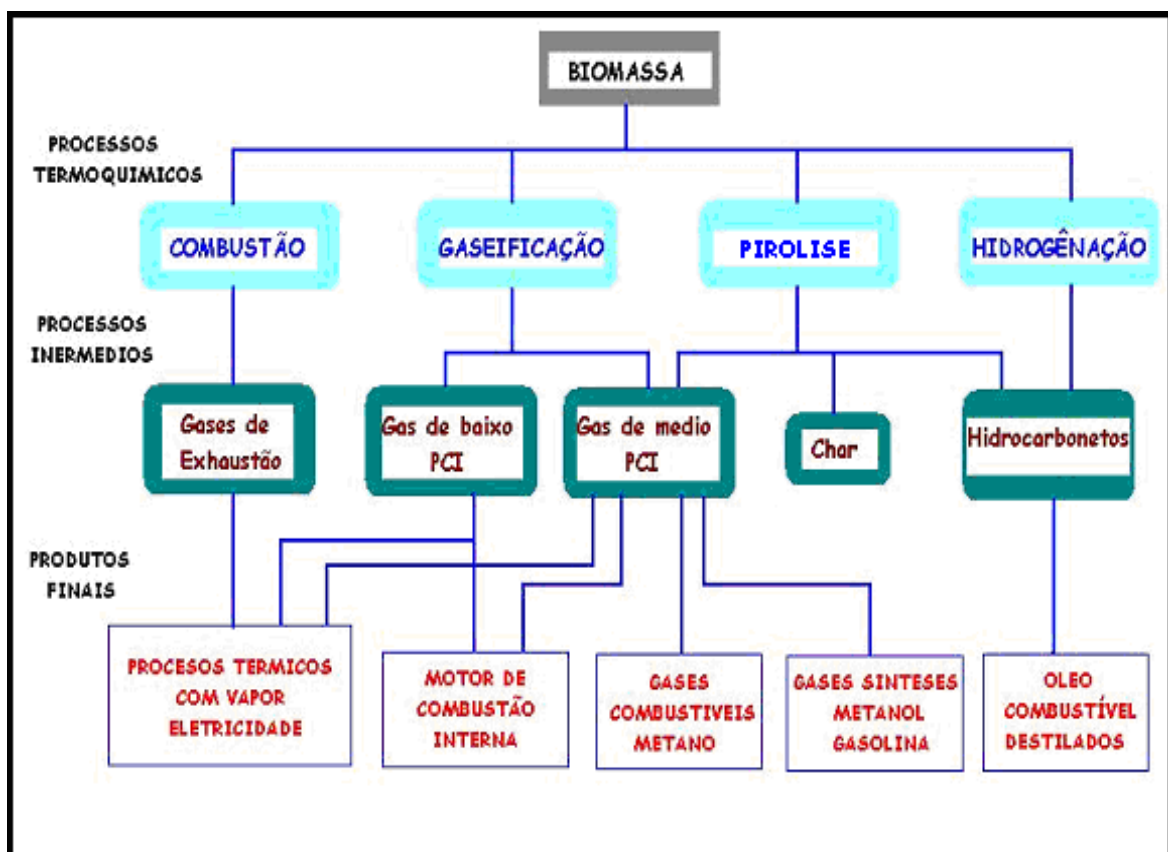 BIOMASSA
PROCESSOS
TERMOQUIMICOS
COMBUSTÃO
GASEIFICAÇÃO
PIROLISE
HIDROGÊNAÇÃO
PROCESSOS
INERMEDIOS
Gases de
Exhaustão
Gas de baixo
PCI
Gas de medio
PCI
Char
Hidrocarbonetos
PRODUTOS
FINAIS
PROCESOS TERMICOS
COM VAPOR
ELETRICIDADE
MOTOR DE
COMBUSTÃO
INTERNA
GASES
COMBUSTIVEIS
METANO
GASES SINTESES
METANOL
GASOLINA
OLEO
COMBUSTÍVEL
DESTILADOS